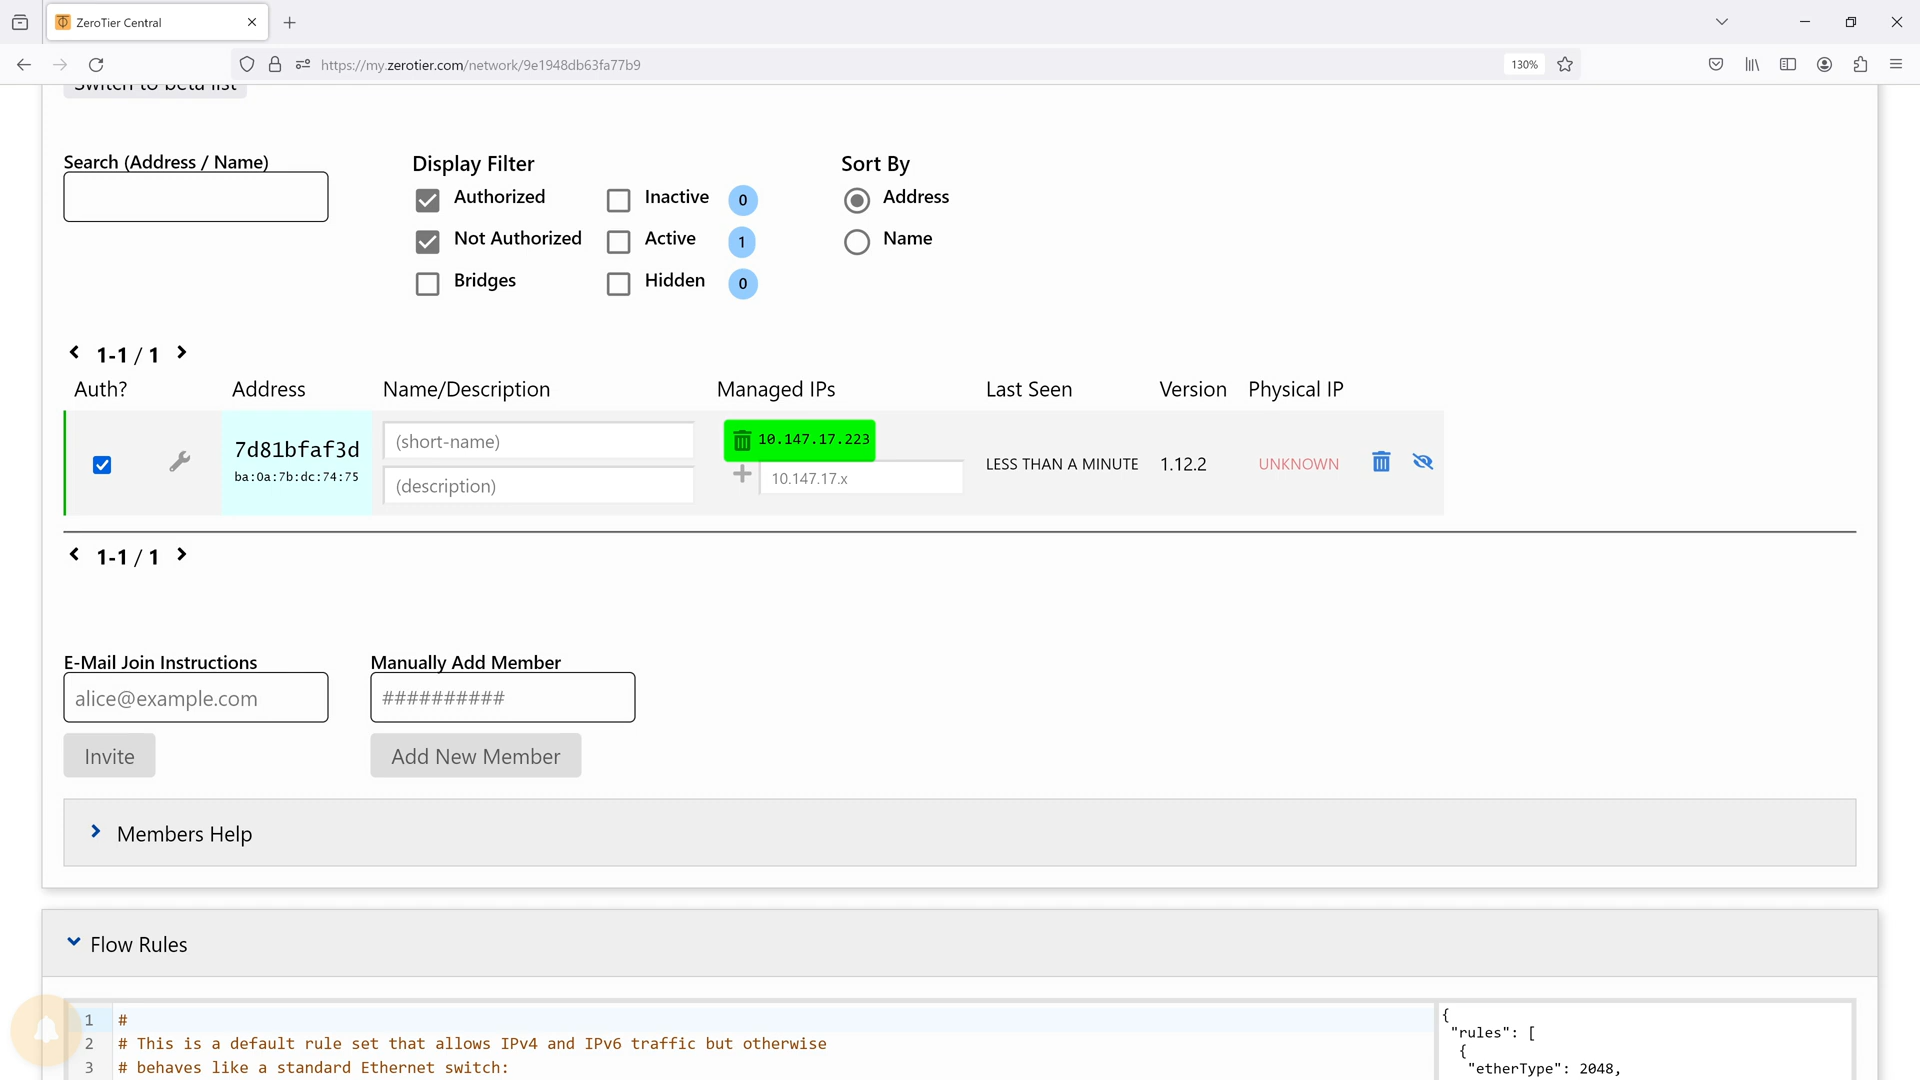 ZeroTier Central
https://my.zerotier.com/network/9e1948db63fa77b9
130%
Switch to beta list
Search (Address / Name)
Display Filter
Sort By
Authorized
Inactive
0
Address
Not Authorized
Active
1
Name
Bridges
Hidden
0
1-1 / 1
Auth?
Address
Name/Description
Managed IPs
Last Seen
Version
Physical IP
7d81bfaf3d
ba:0a:7b:dc:74:75
(short-name)
(description)
10.147.17.223
10.147.17.x
LESS THAN A MINUTE
1.12.2
UNKNOWN
1-1 / 1
E-Mail Join Instructions
Manually Add Member
alice@example.com
##########
Invite
Add New Member
Members Help
Flow Rules
1
#
2
# This is a default rule set that allows IPv4 and IPv6 traffic but otherwise
3
# behaves like a standard Ethernet switch:
{
"rules": [
{
"etherType": 2048,